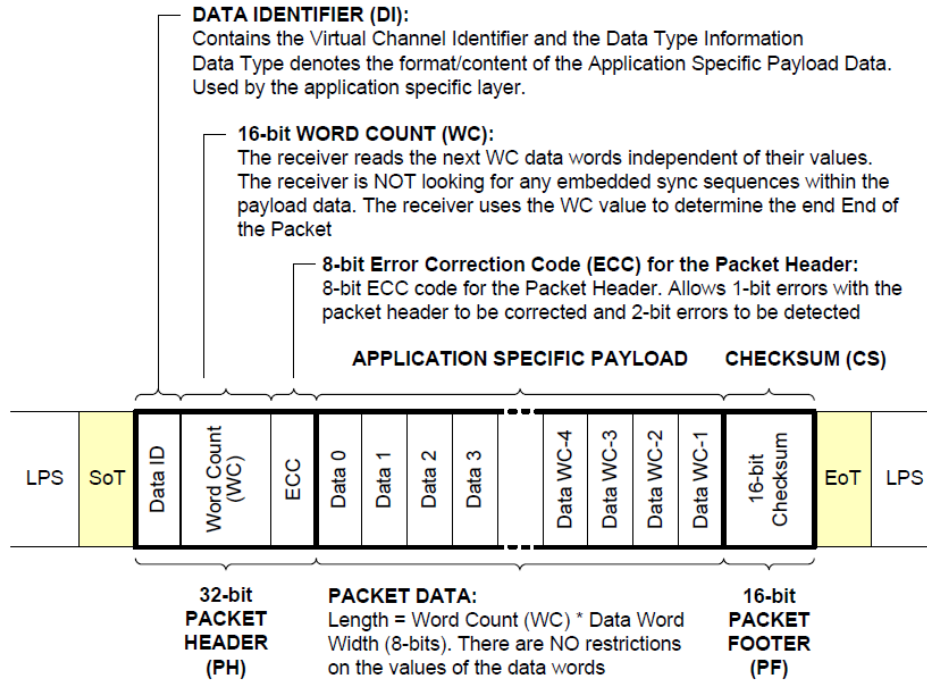 DATA IDENTIFIER (DI):
Contains the Virtual Channel Identifier and the Data Type Information
Data Type denotes the format/content of the Application Specific Payload Data.
Used by the application specific layer.
16-bit WORD COUNT (WC):
The receiver reads the next WC data words independent of their values.
The receiver is NOT looking for any embedded sync sequences within the
payload data. The receiver uses the WC value to determine the end End of
the Packet
8-bit Error Correction Code (ECC) for the Packet Header:
8-bit ECC code for the Packet Header. Allows 1-bit errors with the
packet header to be corrected and 2-bit errors to be detected
APPLICATION SPECIFIC PAYLOAD
CHECKSUM (CS)
LPS
SoT
Data ID
Word Count
(WC)
ECC
Data 0
Data 1
Data 2
Data 3
Data WC-4
Data WC-3
Data WC-2
Data WC-1
16-bit
Checksum
EoT
LPS
32-bit
PACKET
HEADER
(PH)
PACKET DATA:
Length = Word Count (WC) * Data Word
Width (8-bits). There are NO restrictions
on the values of the data words
16-bit
PACKET
FOOTER
(PF)